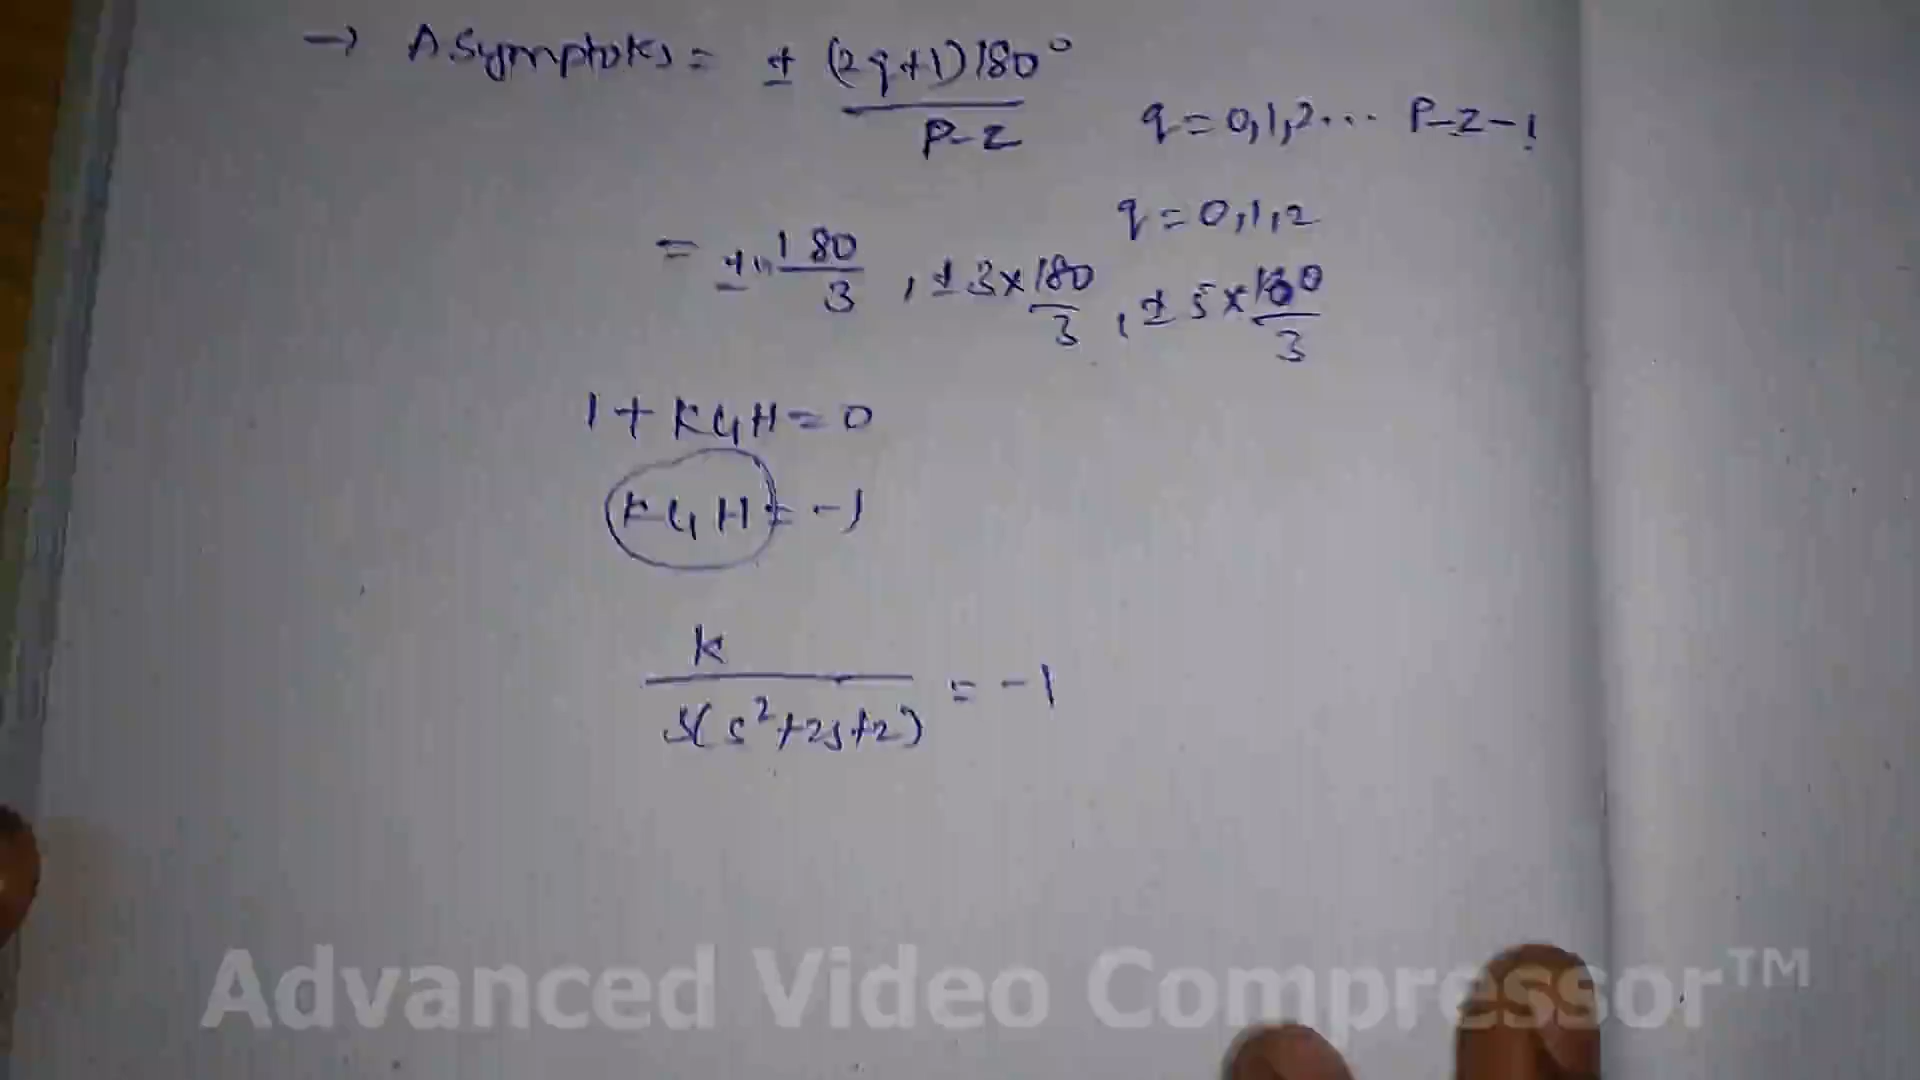 → Asymptotes = ± (2q+1)180° / P-Z
q = 0,1,2... P-Z-1
q = 0,1,2
= ± 180/3 , ± 3×180/3 , ± 5×180/3
1 + KGH = 0
KGH = -1
K / S(S²+2S+2) = -1
Advanced Video Compressor™